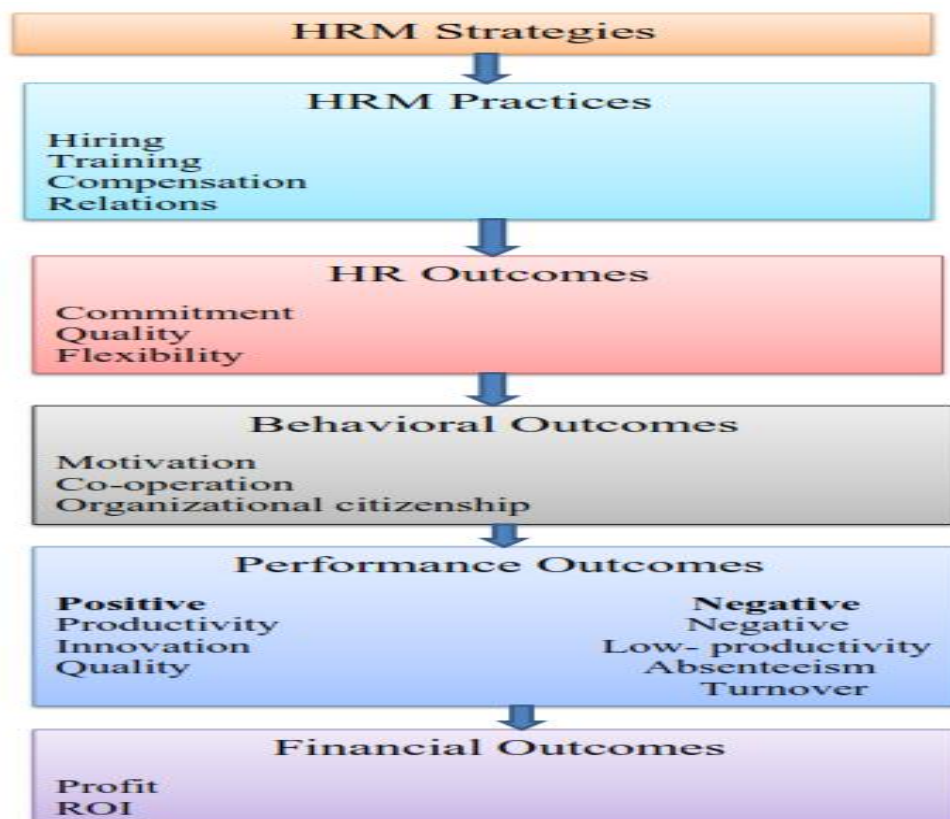 HRM Strategies
HRM Practices
Hiring
Training
Compensation
Relations
HR Outcomes
Commitment
Quality
Flexibility
Behavioral Outcomes
Motivation
Co-operation
Organizational citizenship
Performance Outcomes
Positive Negative
Productivity Negative
Innovation Low- productivity
Quality Absenteeism
Turnover
Financial Outcomes
Profit
ROI